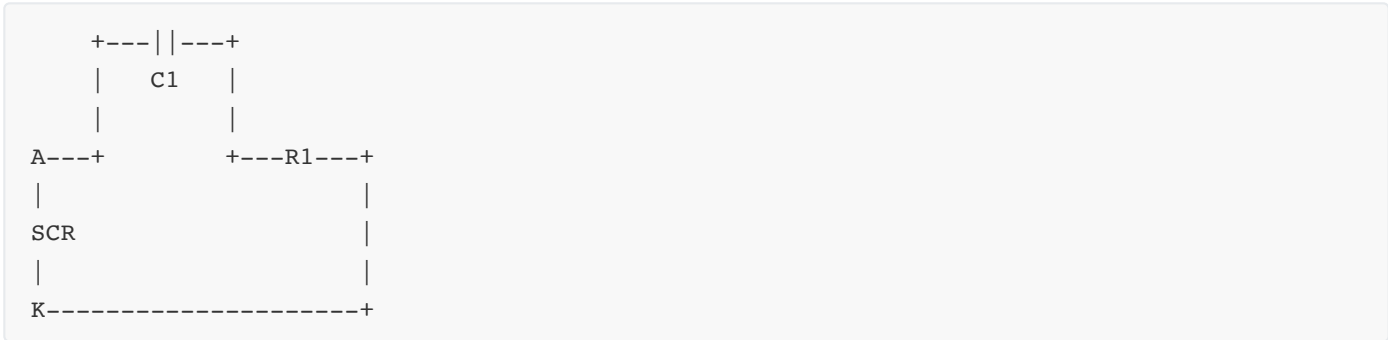 +---||---+
    |   C1   |
    |        |
A---+        +---R1---+
|                     |
SCR                   |
|                     |
K---------------------+